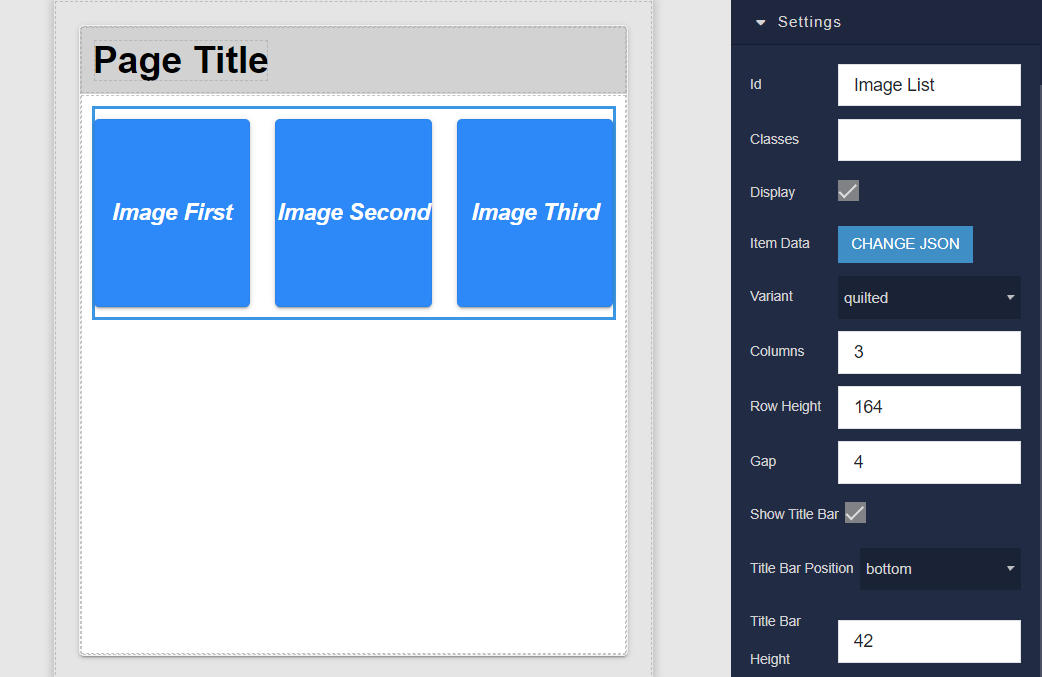 Page Title
Image First
Image Second
Image Third
Settings
Id
Image List
Classes
Display
Item Data
CHANGE JSON
Variant
quilted
Columns
3
Row Height
164
Gap
4
Show Title Bar
Title Bar Position
bottom
Title Bar
Height
42